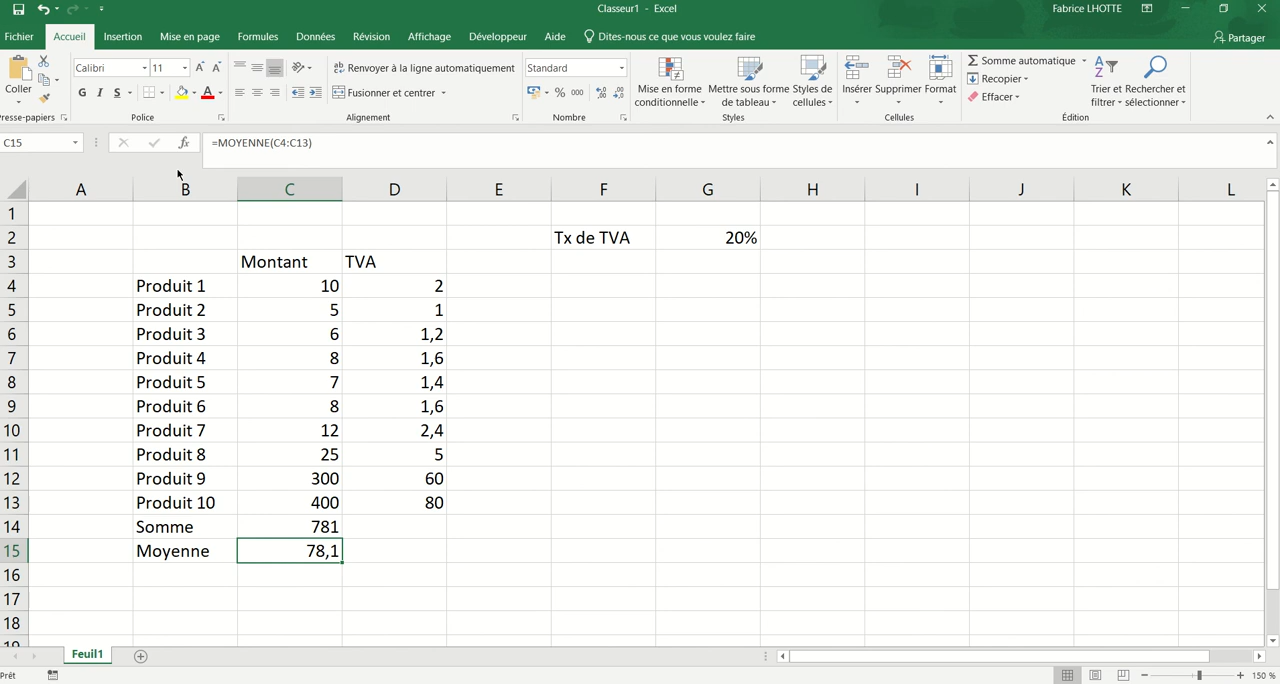 Classeur1 - Excel
Fabrice LHOTTE
Fichier Accueil Insertion Mise en page Formules Données Révision Affichage Développeur Aide Dites-nous ce que vous voulez faire Partager
Calibri 11 Renvoyer à la ligne automatiquement Standard Somme automatique
Recopier
Coller G I S Fusionner et centrer % 000 Mise en forme conditionnelle Mettre sous forme de tableau Styles de cellules Insérer Supprimer Format Effacer Trier et filtrer Rechercher et sélectionner
resse-papiers Police Alignement Nombre Styles Cellules Édition
C15 fx =MOYENNE(C4:C13)
A B C D E F G H I J K L
1
2 Tx de TVA 20%
3 Montant TVA
4 Produit 1 10 2
5 Produit 2 5 1
6 Produit 3 6 1,2
7 Produit 4 8 1,6
8 Produit 5 7 1,4
9 Produit 6 8 1,6
10 Produit 7 12 2,4
11 Produit 8 25 5
12 Produit 9 300 60
13 Produit 10 400 80
14 Somme 781
15 Moyenne 78,1
16
17
18
19
Feuil1
Prêt 150 %